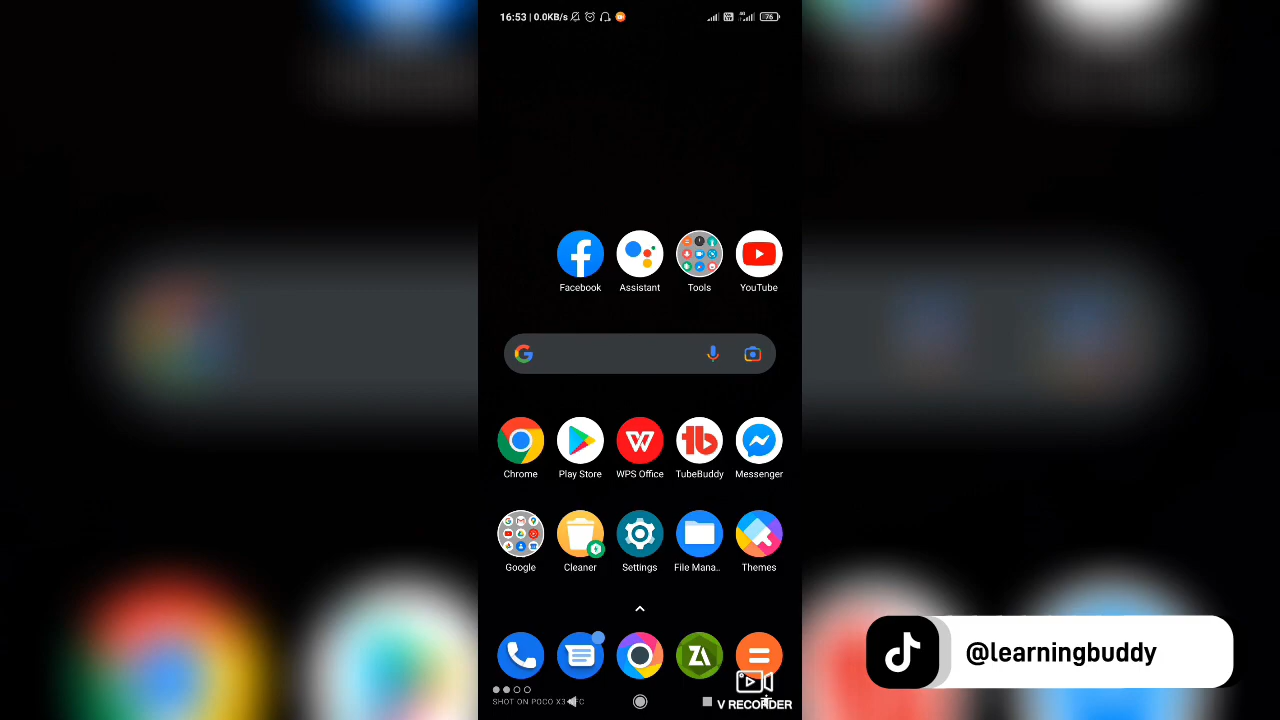 16:53 | 0.0KB/s
76
Facebook
Assistant
Tools
YouTube
Chrome
Play Store
WPS Office
TubeBuddy
Messenger
Google
Cleaner
Settings
File Mana..
Themes
@learningbuddy
SHOT ON POCO X3
V RECORDER